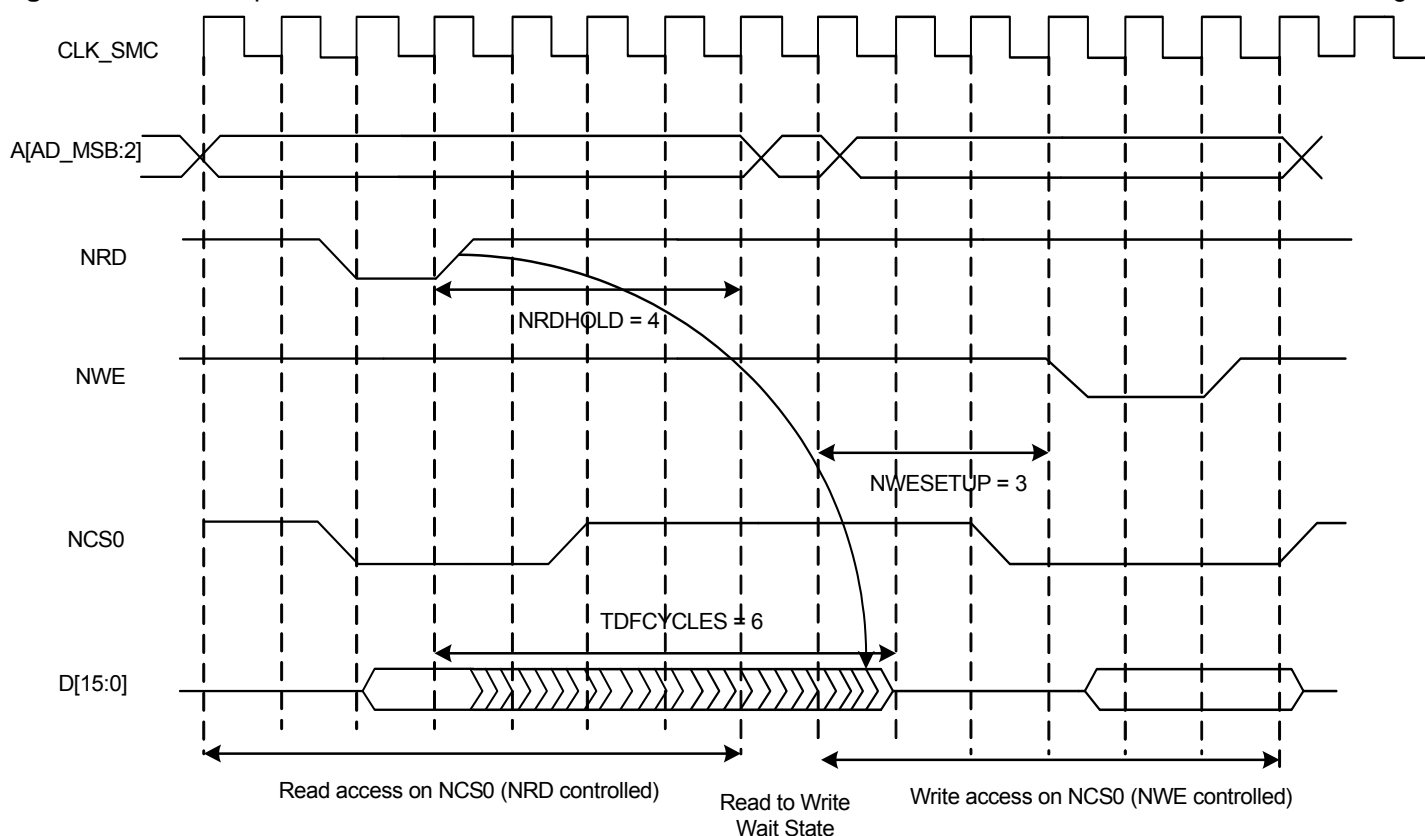 CLK_SMC
A[AD_MSB:2]
NRD
NRDHOLD = 4
NWE
NWESETUP = 3
NCS0
TDFCYCLES = 6
D[15:0]
Read access on NCS0 (NRD controlled)
Read to Write
Wait State
Write access on NCS0 (NWE controlled)